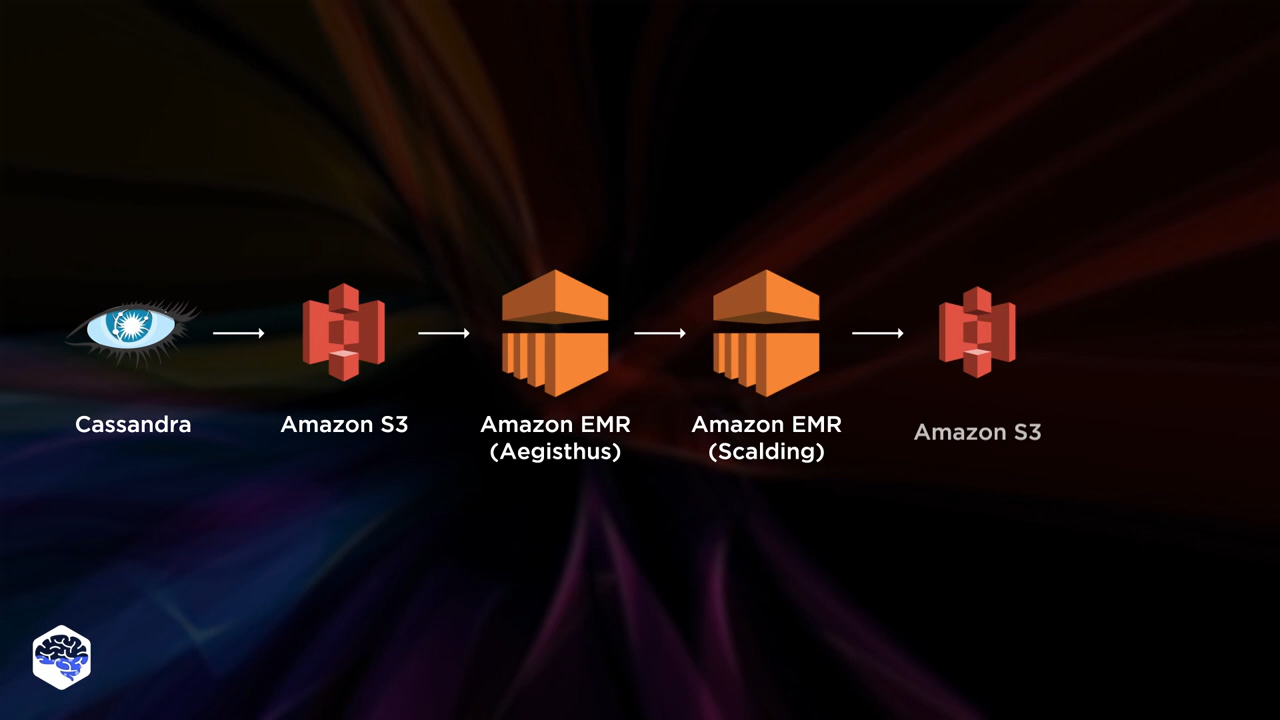 Cassandra
Amazon S3
Amazon EMR
(Aegisthus)
Amazon EMR
(Scalding)
Amazon S3